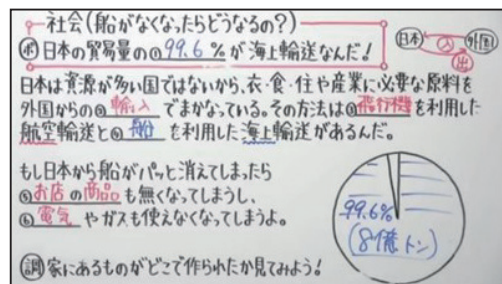 社会(船がなくなったらどうなるの?)
ポ 日本の貿易量の①99.6%が海上輸送なんだ!
日本 入 外国
出
日本は資源が多い国ではないから、衣・食・住や産業に必要な原料を
外国からの②輸入でまかなっている。その方法は③飛行機を利用した
航空輸送と④船を利用した海上輸送があるんだ。
もし日本から船がパッと消えてしまったら
⑤お店の商品も無くなってしまうし、
⑥電気やガスも使えなくなってしまうよ。
99.6%
(8億トン)
調 家にあるものがどこで作られたか見てみよう!